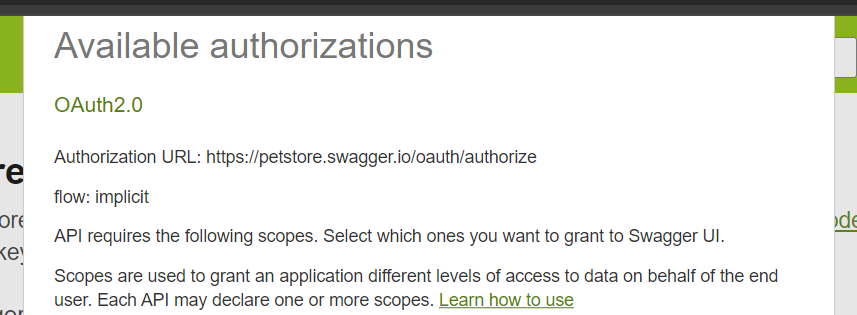 Available authorizations
OAuth2.0
Authorization URL: https://petstore.swagger.io/oauth/authorize
flow: implicit
API requires the following scopes. Select which ones you want to grant to Swagger UI.
Scopes are used to grant an application different levels of access to data on behalf of the end
user. Each API may declare one or more scopes. Learn how to use